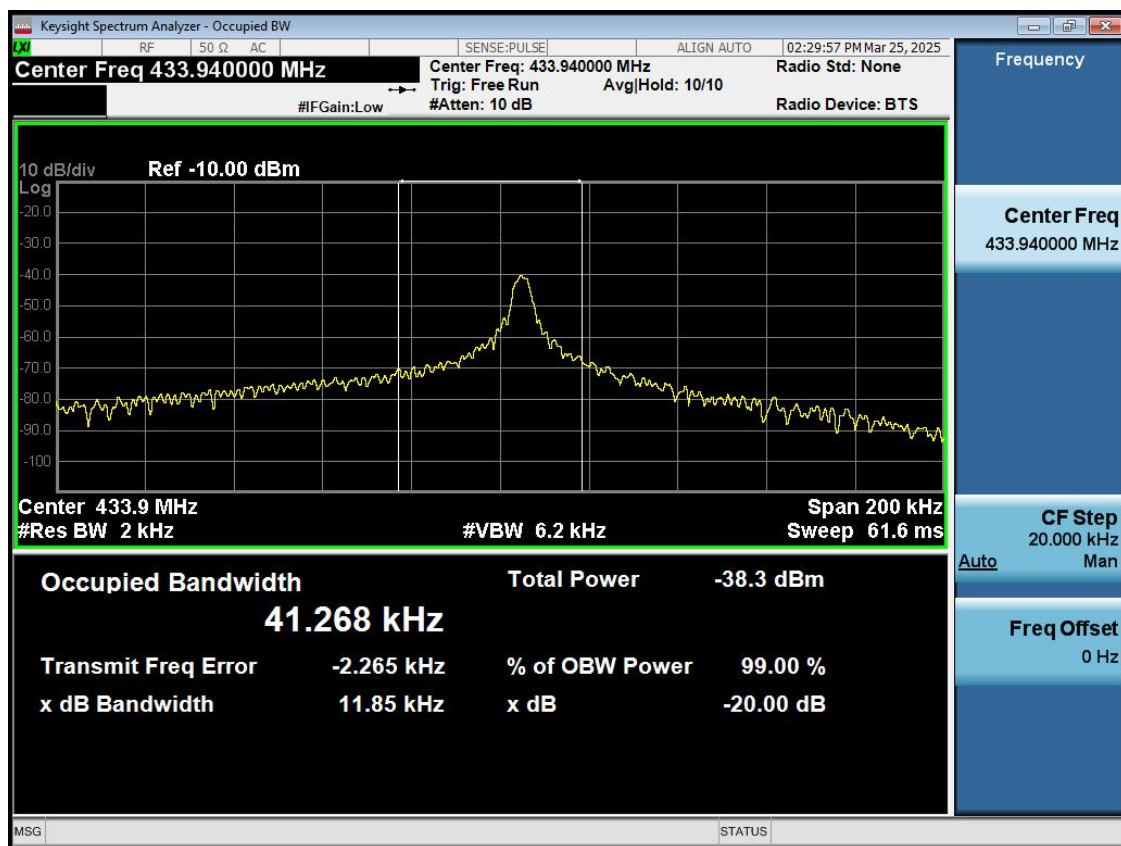 Keysight Spectrum Analyzer - Occupied BW
LXI RF 50 Ω AC SENSE:PULSE ALIGN AUTO 02:29:57 PM Mar 25, 2025
Center Freq 433.940000 MHz
Center Freq: 433.940000 MHz
Radio Std: None
Trig: Free Run
Avg|Hold: 10/10
#IFGain:Low
#Atten: 10 dB
Radio Device: BTS
10 dB/div
Ref -10.00 dBm
Log
-20.0
-30.0
-40.0
-50.0
-60.0
-70.0
-80.0
-90.0
-100
Center 433.9 MHz
Span 200 kHz
#Res BW 2 kHz
#VBW 6.2 kHz
Sweep 61.6 ms
Occupied Bandwidth
Total Power -38.3 dBm
41.268 kHz
Transmit Freq Error -2.265 kHz
% of OBW Power 99.00 %
x dB Bandwidth 11.85 kHz
x dB -20.00 dB
MSG
STATUS
Frequency
Center Freq
433.940000 MHz
CF Step
20.000 kHz
Auto Man
Freq Offset
0 Hz